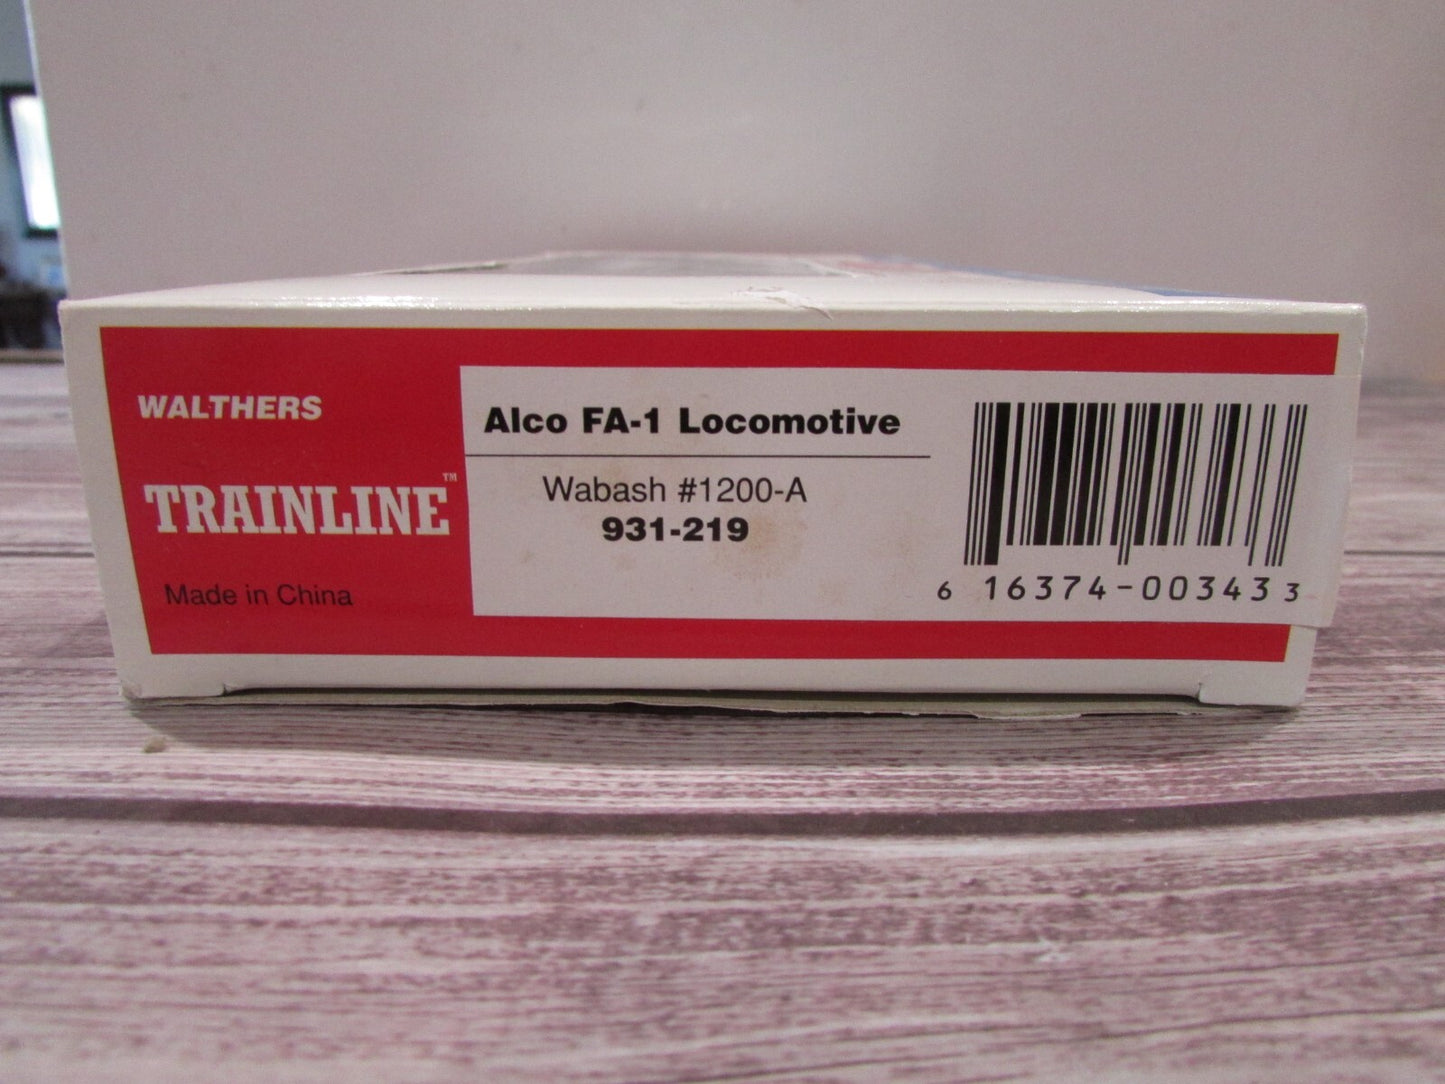 WALTHERS
TRAINLINE™
Made in China
Alco FA-1 Locomotive
Wabash #1200-A
931-219
6 16374-00343 3